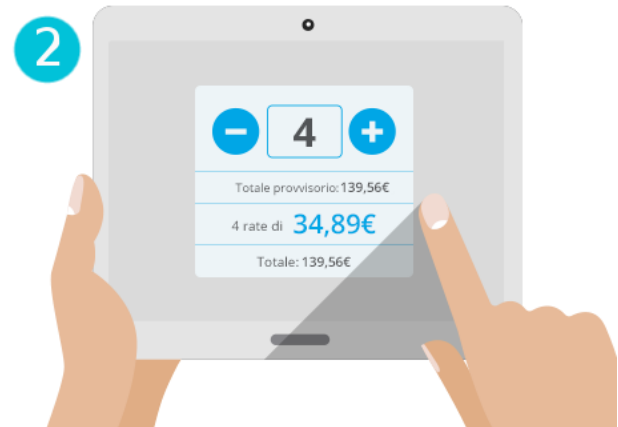 2
4
Totale provvisorio: 139,56€
4 rate di 34,89€
Totale: 139,56€